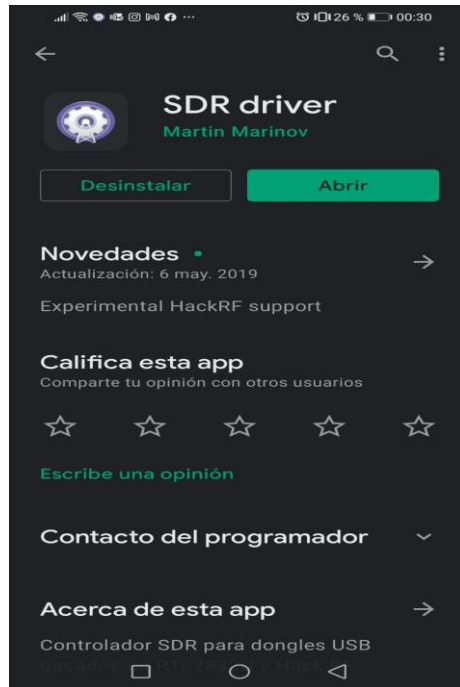 26 % 00:30
SDR driver
Martin Marinov
Desinstalar
Abrir
Novedades
Actualización: 6 may. 2019
Experimental HackRF support
Califica esta app
Comparte tu opinión con otros usuarios
Escribe una opinión
Contacto del programador
Acerca de esta app
Controlador SDR para dongles USB